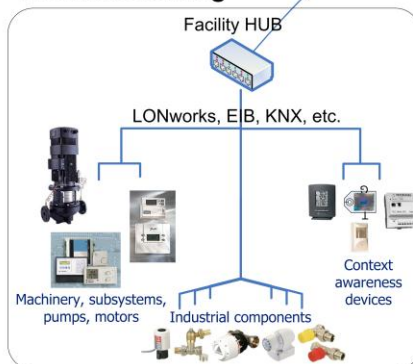 Facility HUB
LONworks, EIB, KNX, etc.
Machinery, subsystems,
pumps, motors
Industrial components
Context
awareness
devices